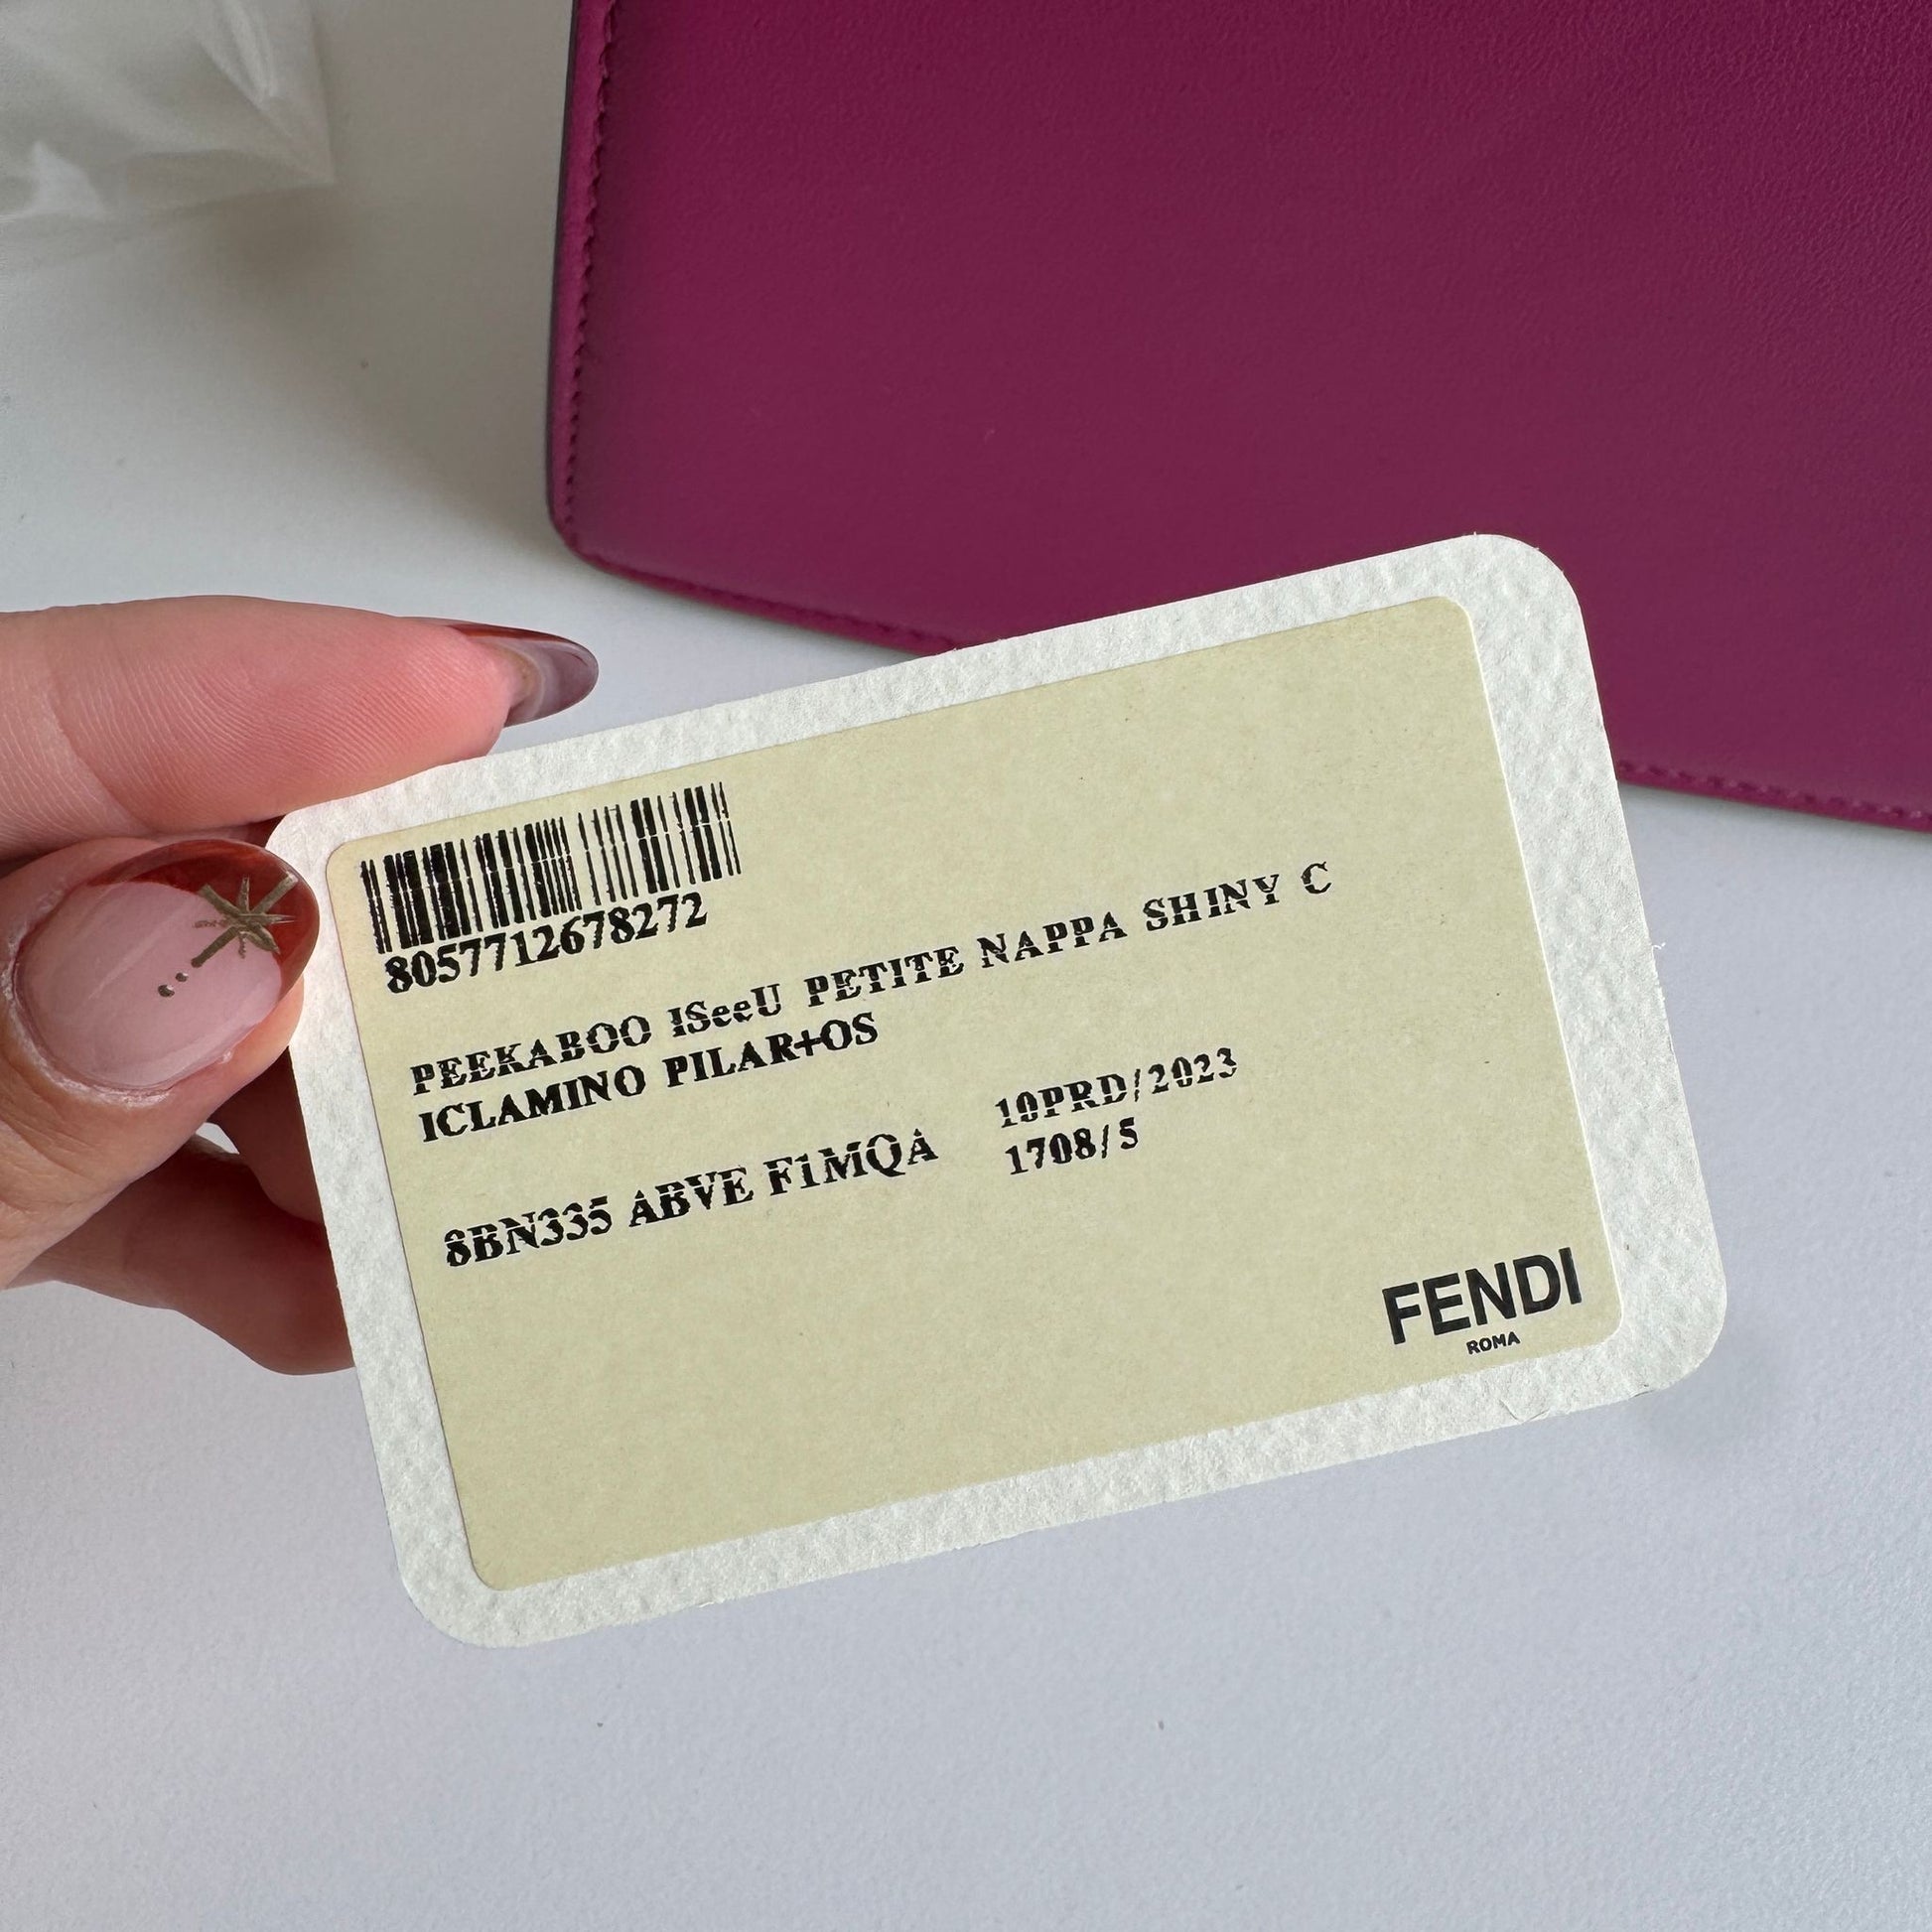 8057712678272
PEEKABOO ISeeU PETITE NAPPA SHINY C
ICLAMINO PILAR+OS
8BN335 ABVE F1MQA
10PRD/2023
1708/5
FENDI
ROMA